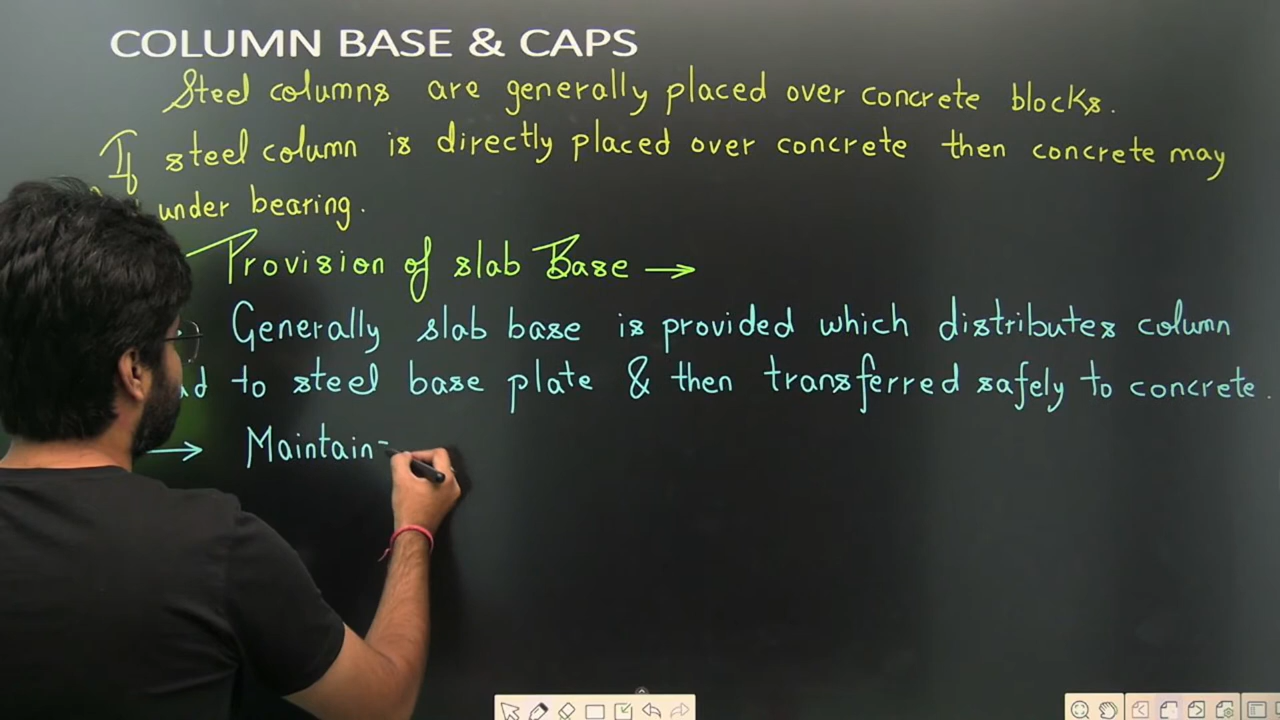 COLUMN BASE & CAPS
Steel columns are generally placed over concrete blocks.
If steel column is directly placed over concrete then concrete may
under bearing.
Provision of slab Base →
Generally slab base is provided which distributes column
to steel base plate & then transferred safely to concrete.
→ Maintain